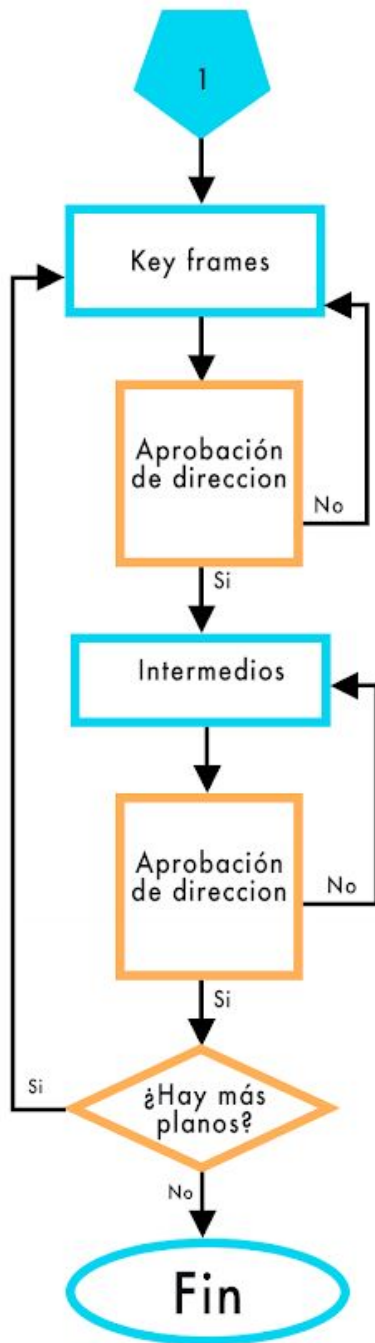 1
Key frames
Aprobación
de direccion
No
Si
Intermedios
Aprobación
de direccion
No
Si
Si
¿Hay más
planos?
No
Fin